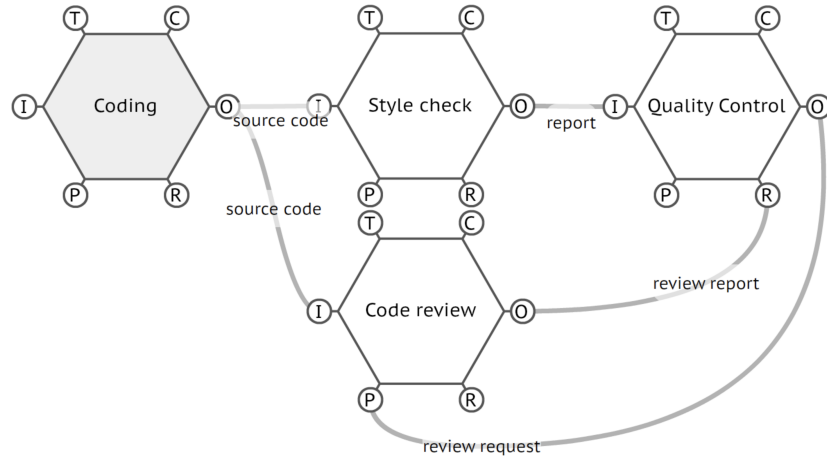 T C T C T C
I Coding O I Style check O I Quality Control O
source code report
P R P R P R
source code
T C
review report
I Code review O
P R
review request